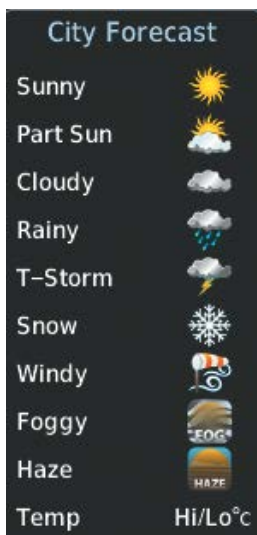 City Forecast
Sunny
Part Sun
Cloudy
Rainy
T-Storm
Snow
Windy
Foggy FOG
Haze HAZE
Temp Hi/Lo°C